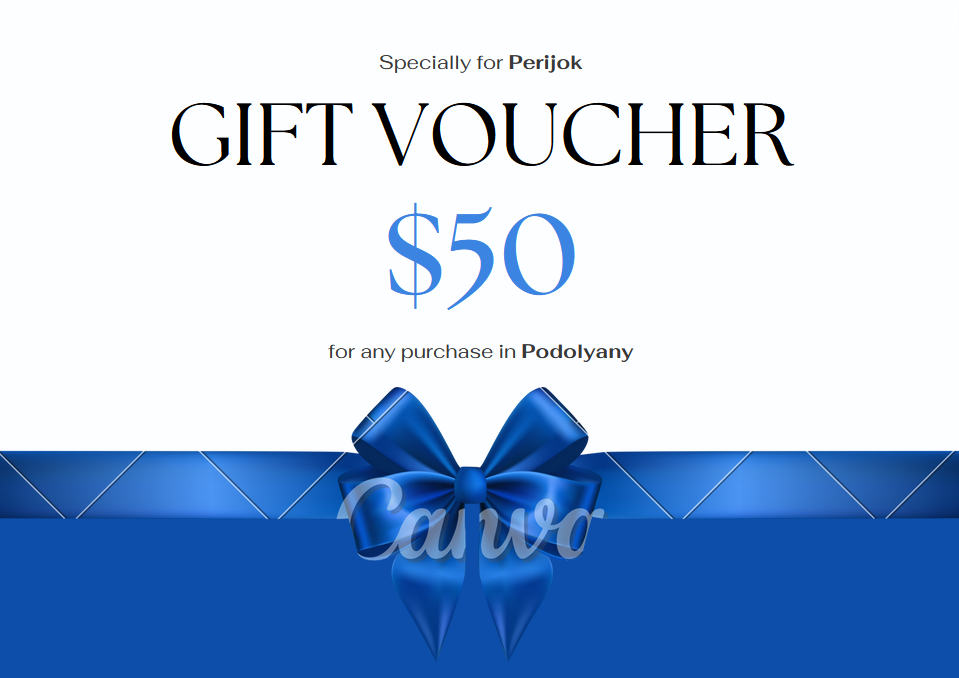 Specially for Perijok
GIFT VOUCHER
$50
for any purchase in Podolyany
Canva